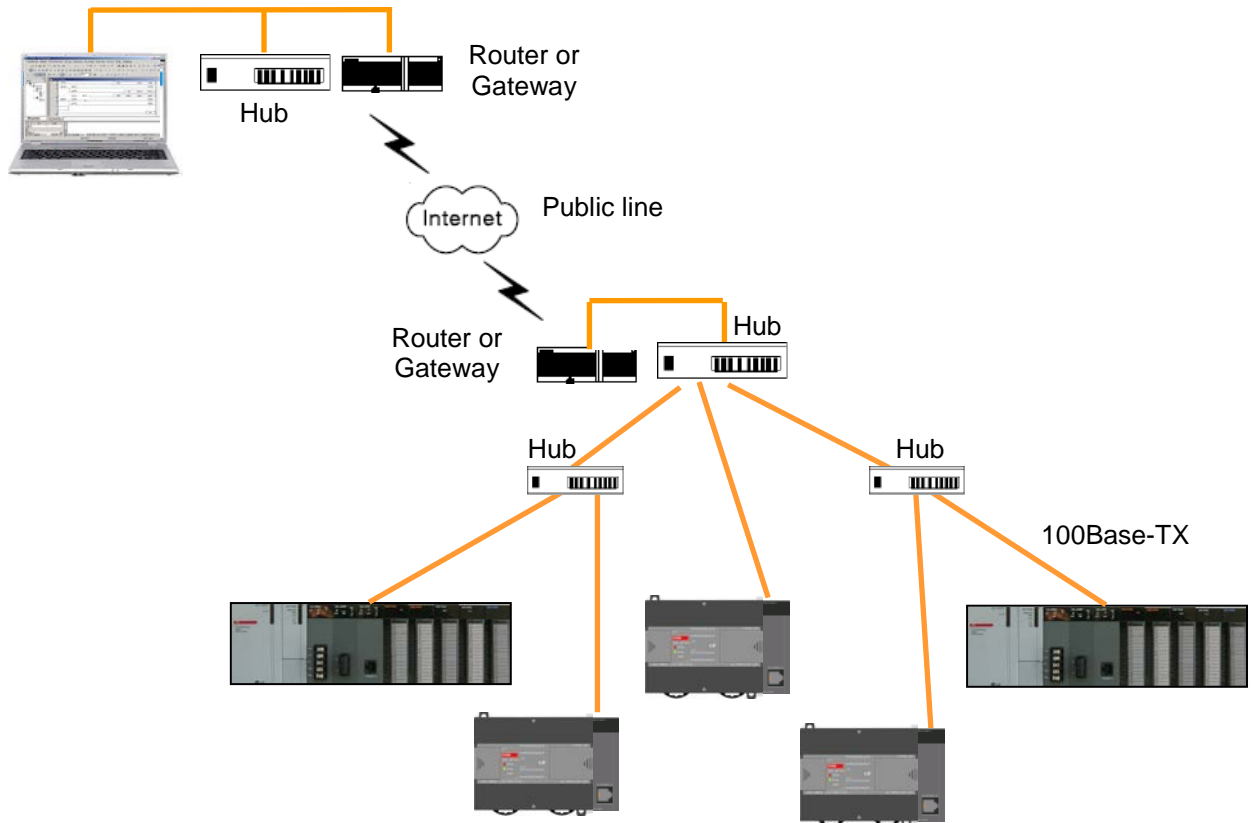 Router or
Gateway
Hub
Internet
Public line
Router or
Gateway
Hub
Hub
Hub
100Base-TX